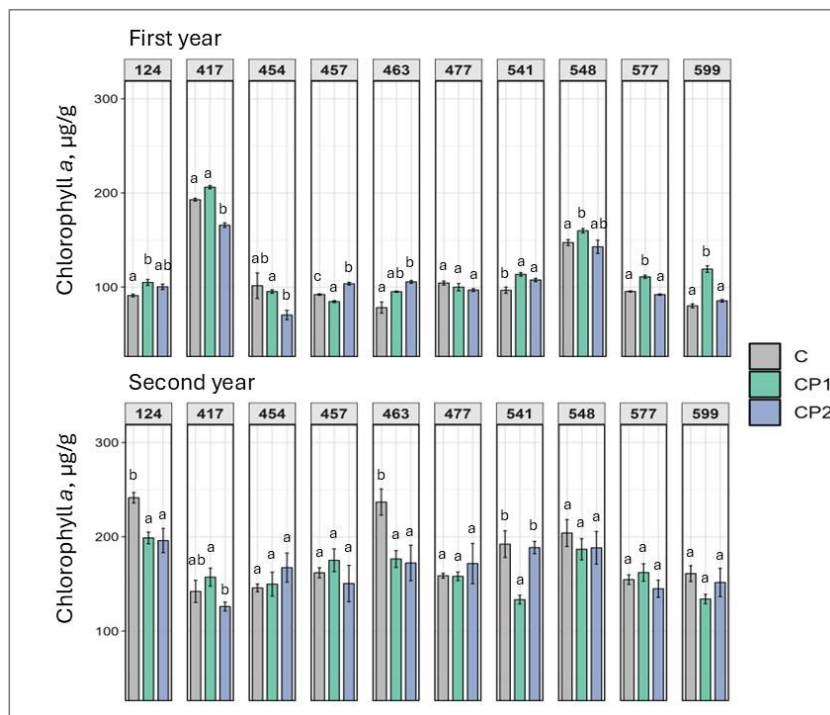 First year
124 417 454 457 463 477 541 548 577 599
Chlorophyll a, µg/g
300
200
100
a b ab
a a b
ab a b
c a b
a ab b
a a a
b a a
a b ab
a b a
a b a
C
CP1
CP2
Second year
124 417 454 457 463 477 541 548 577 599
Chlorophyll a, µg/g
300
200
100
b a a
ab a b
a a a
a a a
b a a
a a a
b a b
a a a
a a a
a a a